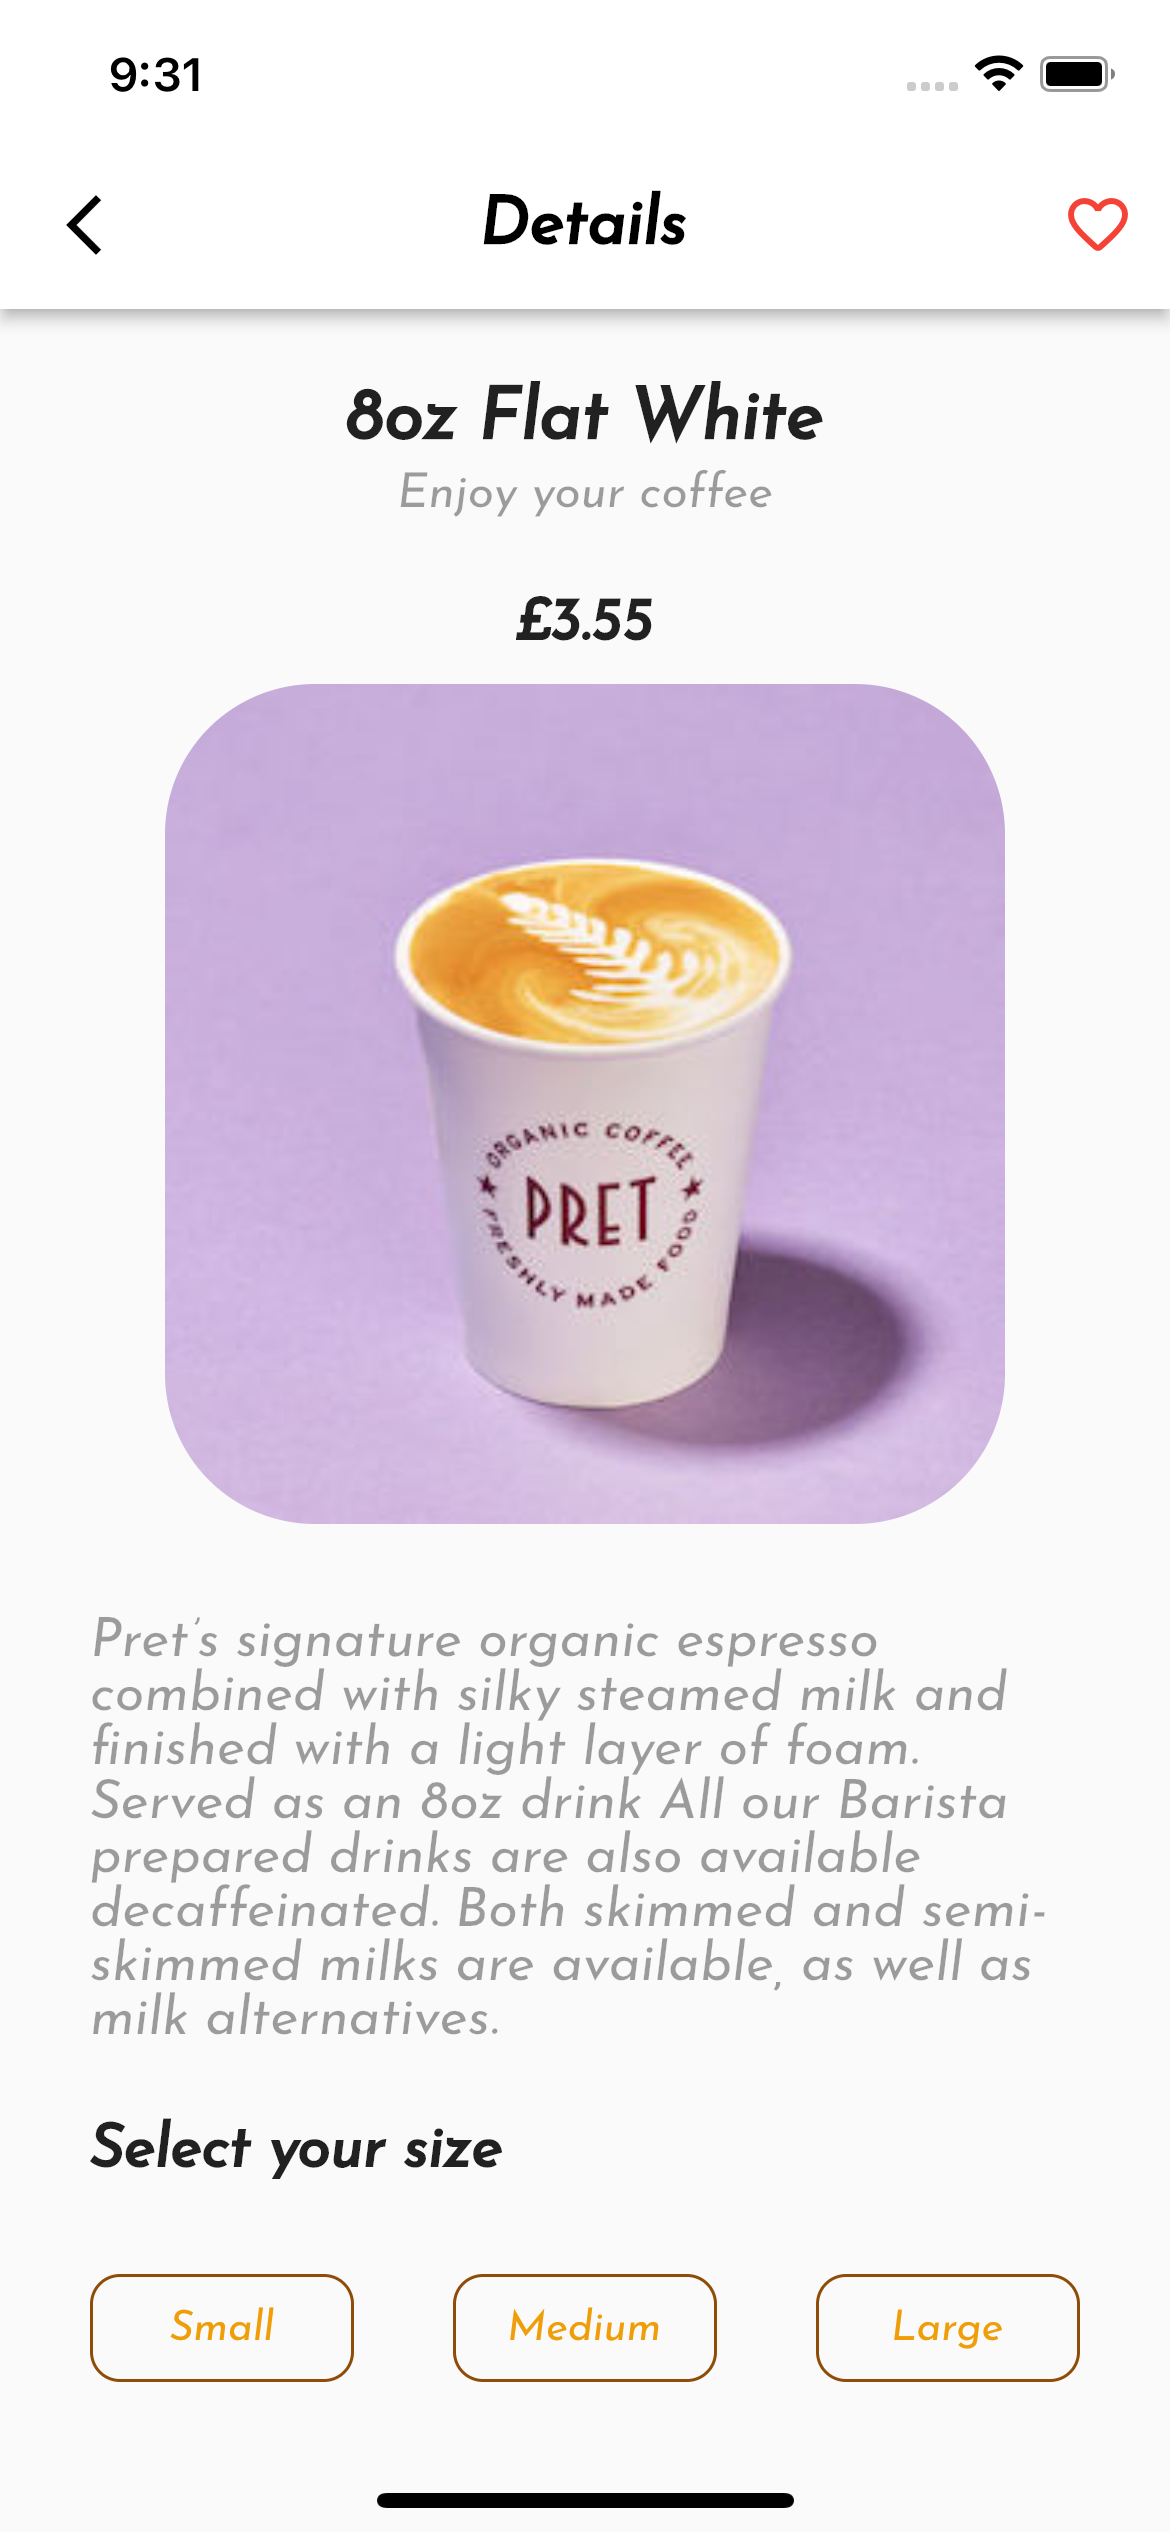 9:31
Details
8oz Flat White
Enjoy your coffee
£3.55
ORGANIC COFFEE
PRET
FRESHLY MADE FOOD
Pret’s signature organic espresso
combined with silky steamed milk and
finished with a light layer of foam.
Served as an 8oz drink All our Barista
prepared drinks are also available
decaffeinated. Both skimmed and semi-
skimmed milks are available, as well as
milk alternatives.
Select your size
Small
Medium
Large